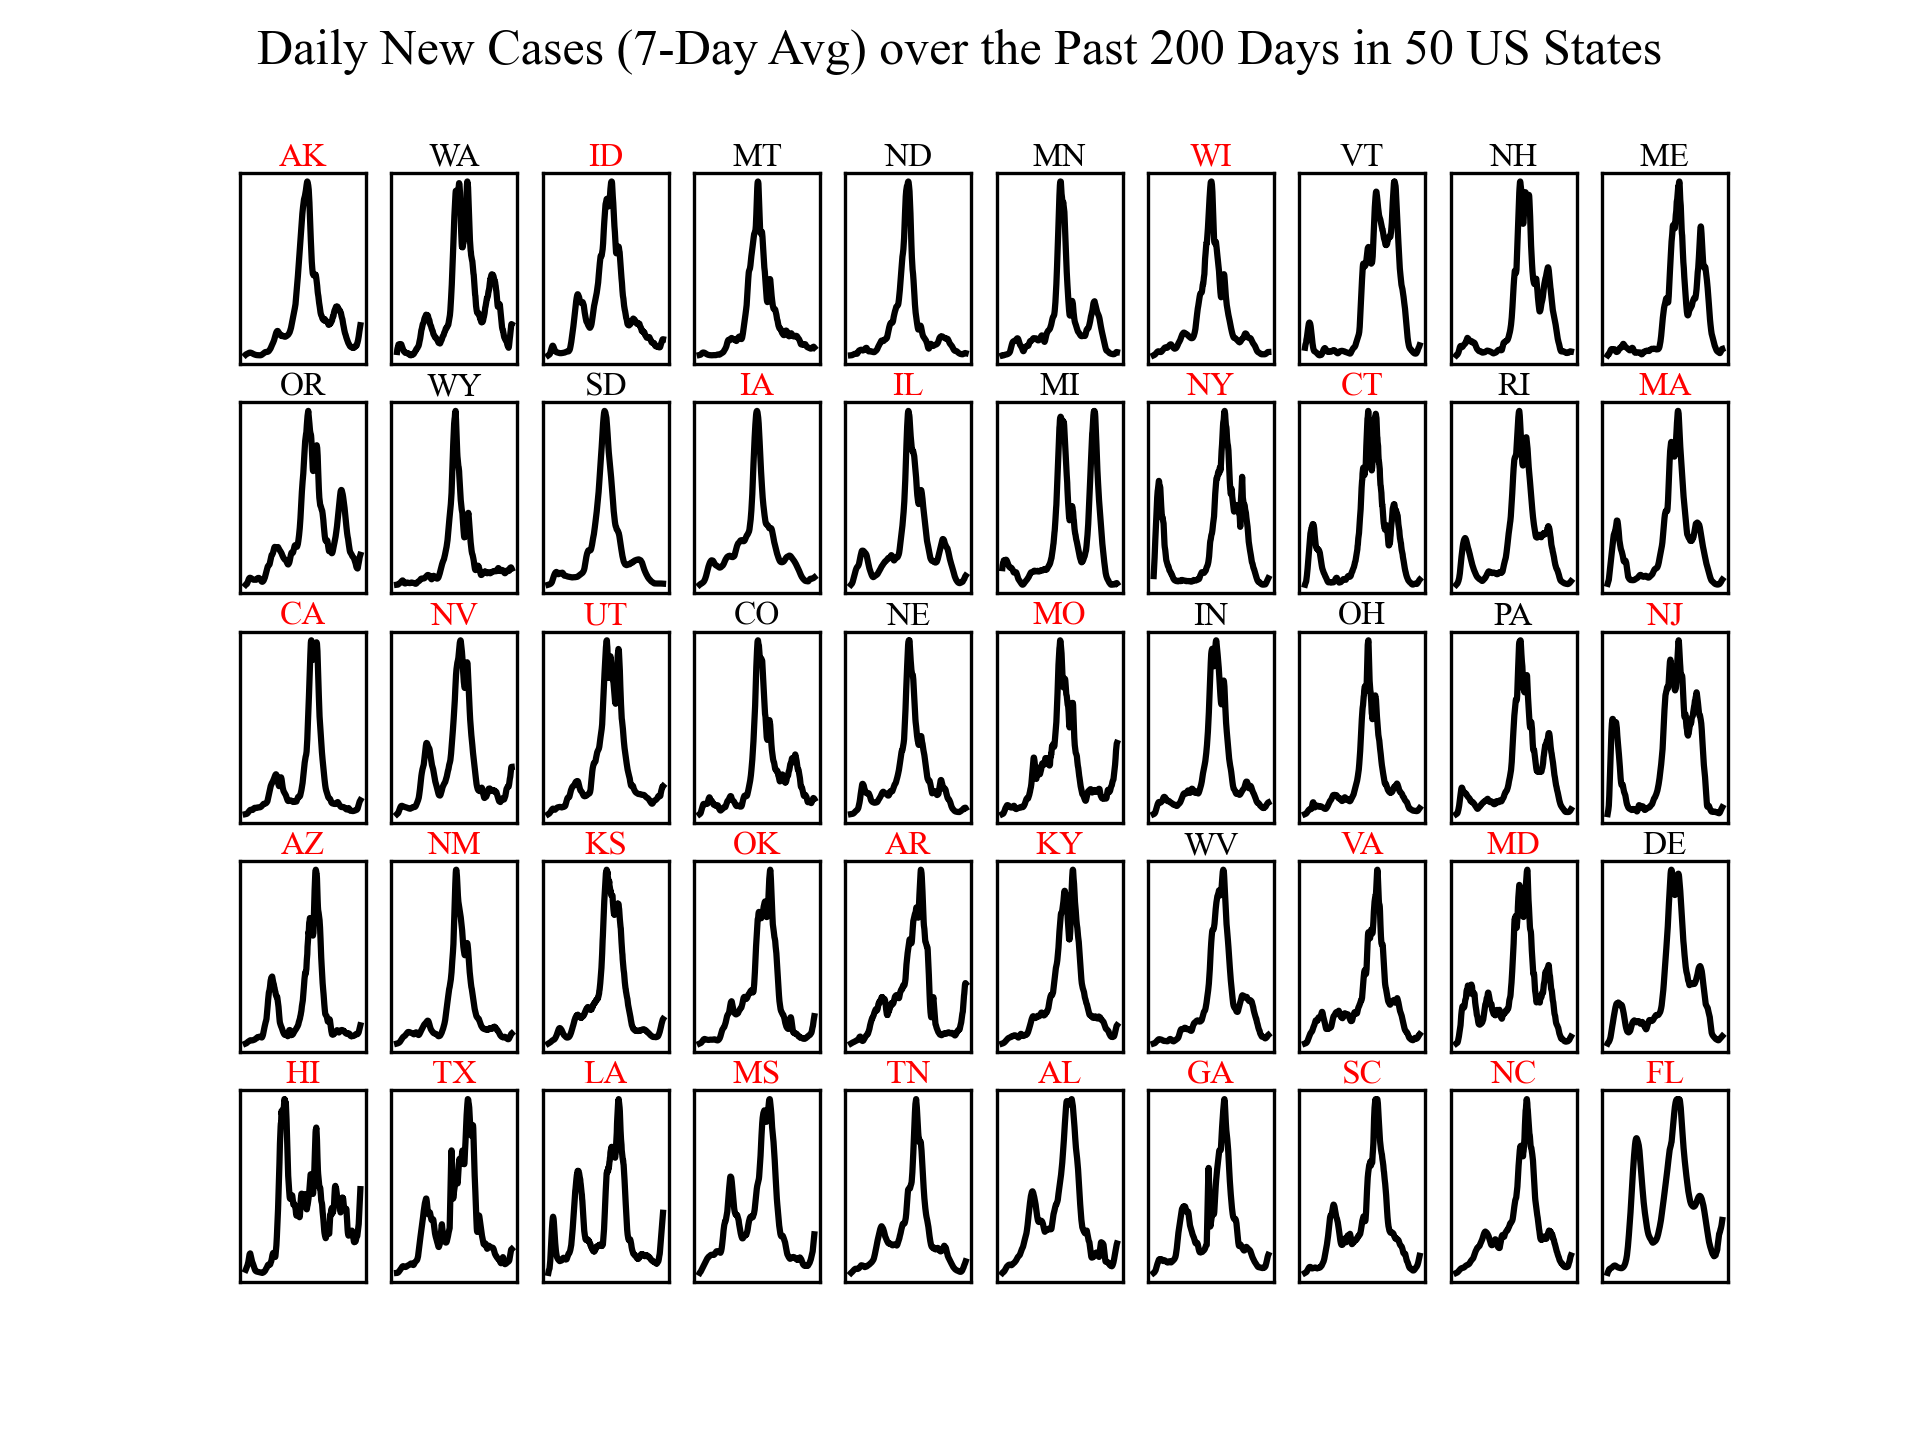 Daily New Cases (7-Day Avg) over the Past 200 Days in 50 US States
AK WA ID MT ND MN WI VT NH ME
OR WY SD IA IL MI NY CT RI MA
CA NV UT CO NE MO IN OH PA NJ
AZ NM KS OK AR KY WV VA MD DE
HI TX LA MS TN AL GA SC NC FL